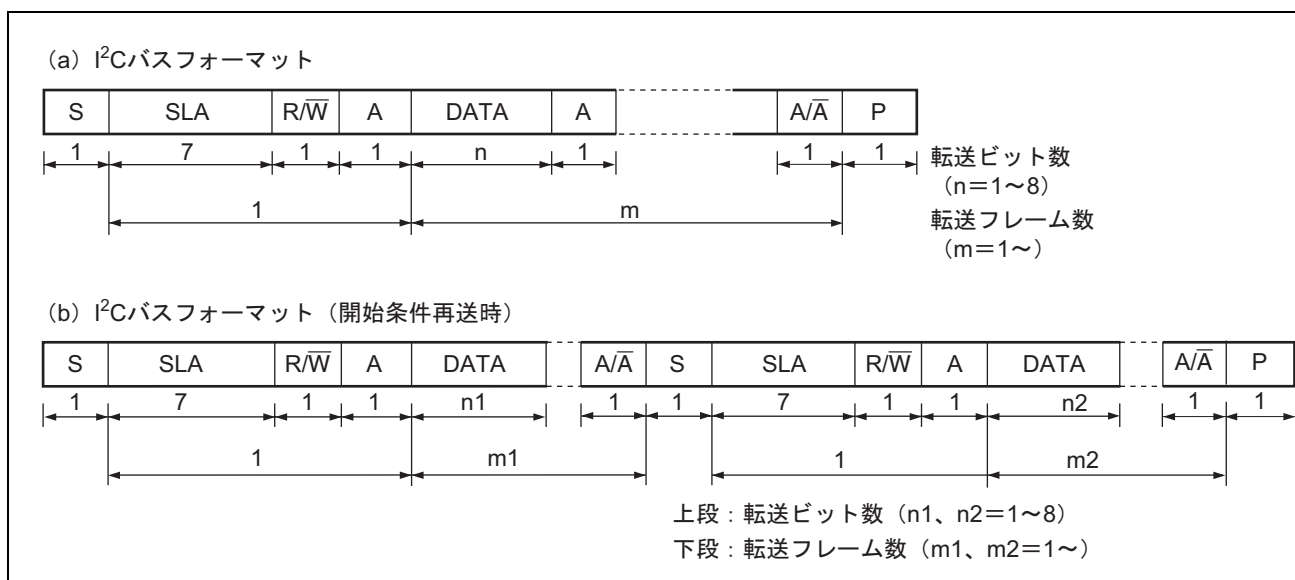 (a) I²Cバスフォーマット
S SLA R/W̅ A DATA A A/A̅ P
1 7 1 1 n 1 1 1 転送ビット数
(n=1~8)
1 m 転送フレーム数
(m=1~)
(b) I²Cバスフォーマット(開始条件再送時)
S SLA R/W̅ A DATA A/A̅ S SLA R/W̅ A DATA A/A̅ P
1 7 1 1 n1 1 1 7 1 1 n2 1 1
1 m1 1 m2
上段:転送ビット数(n1、n2=1~8)
下段:転送フレーム数(m1、m2=1~)